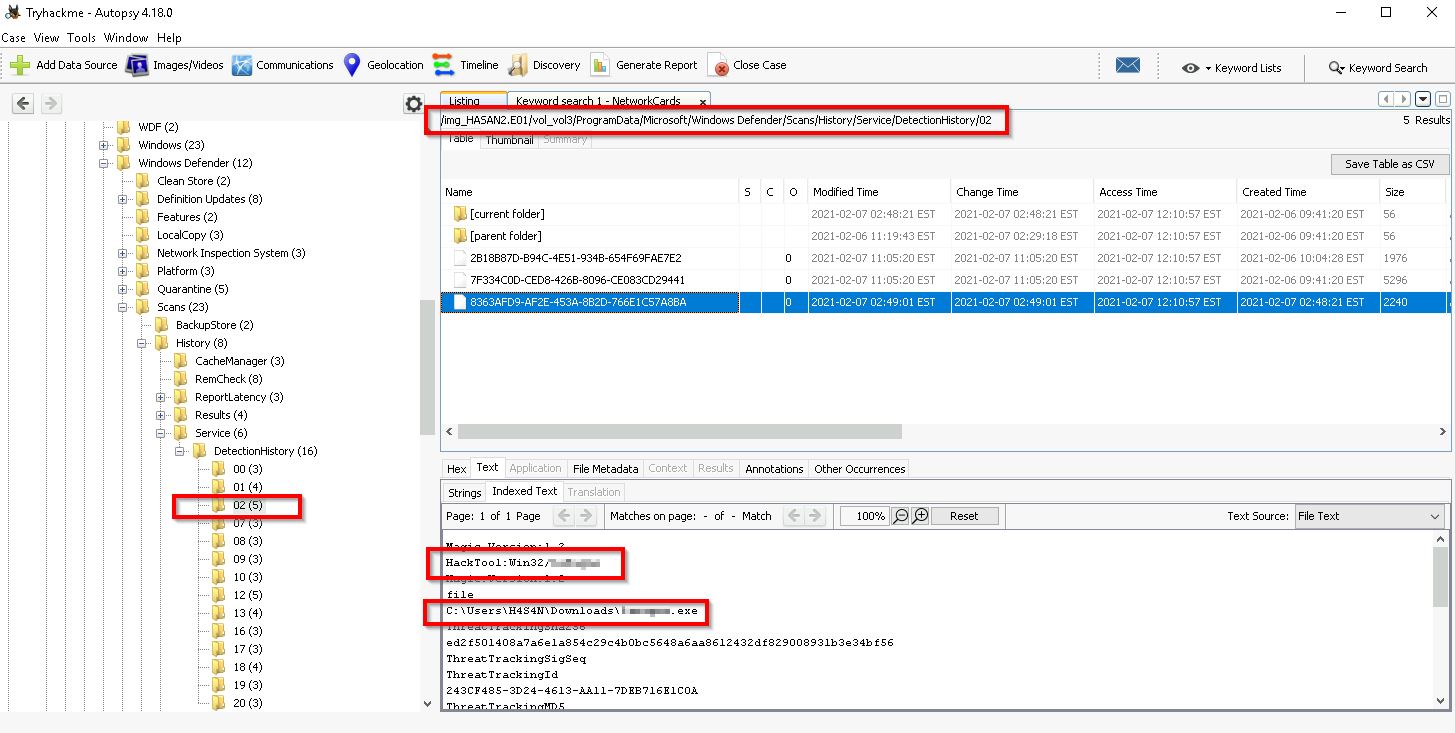 Tryhackme - Autopsy 4.18.0
Case View Tools Window Help
Add Data Source Images/Videos Communications Geolocation Timeline Discovery Generate Report Close Case Keyword Lists Keyword Search
Listing Keyword search 1 - NetworkCards
/img_HASAN2.E01/vol_vol3/ProgramData/Microsoft/Windows Defender/Scans/History/Service/DetectionHistory/02 5 Results
Table Thumbnail Summary
Save Table as CSV
WDF (2)
Windows (23)
Windows Defender (12)
Clean Store (2)
Definition Updates (8)
Features (2)
LocalCopy (3)
Network Inspection System (3)
Platform (3)
Quarantine (5)
Scans (23)
BackupStore (2)
History (8)
CacheManager (3)
RemCheck (8)
ReportLatency (3)
Results (4)
Service (6)
DetectionHistory (16)
00 (3)
01 (4)
02 (5)
07 (3)
08 (3)
09 (3)
10 (3)
12 (5)
13 (4)
16 (3)
17 (3)
18 (4)
19 (3)
20 (3)
Name S C O Modified Time Change Time Access Time Created Time Size
[current folder] 2021-02-07 02:48:21 EST 2021-02-07 02:48:21 EST 2021-02-07 12:10:57 EST 2021-02-06 09:41:20 EST 56
[parent folder] 2021-02-06 11:19:43 EST 2021-02-07 02:29:18 EST 2021-02-07 12:10:57 EST 2021-02-06 09:41:20 EST 56
2B18B87D-B94C-4E51-934B-654F69FAE7E2 0 2021-02-07 11:05:20 EST 2021-02-07 11:05:20 EST 2021-02-07 12:10:57 EST 2021-02-06 10:04:28 EST 1976
7F334C0D-CED8-426B-8096-CE083CD29441 0 2021-02-07 11:05:20 EST 2021-02-07 11:05:20 EST 2021-02-07 12:10:57 EST 2021-02-06 09:41:20 EST 5296
8363AFD9-AF2E-453A-8B2D-766E1C57A8BA 0 2021-02-07 02:49:01 EST 2021-02-07 02:49:01 EST 2021-02-07 12:10:57 EST 2021-02-07 02:48:21 EST 2240
Hex Text Application File Metadata Context Results Annotations Other Occurrences
Strings Indexed Text Translation
Page: 1 of 1 Page Matches on page: - of - Match 100% Reset Text Source: File Text
Magic.Version:1.2
HackTool:Win32/
Magic.Version:1.2
file
C:\Users\H4S4N\Downloads\ .exe
ThreatTrackingSha256
ed2f501408a7a6e1a854c29c4b0bc5648a6aa8612432df829008931b3e34bf56
ThreatTrackingSigSeq
ThreatTrackingId
243CF485-3D24-4613-AA11-7DEB716E1C0A
ThreatTrackingMD5